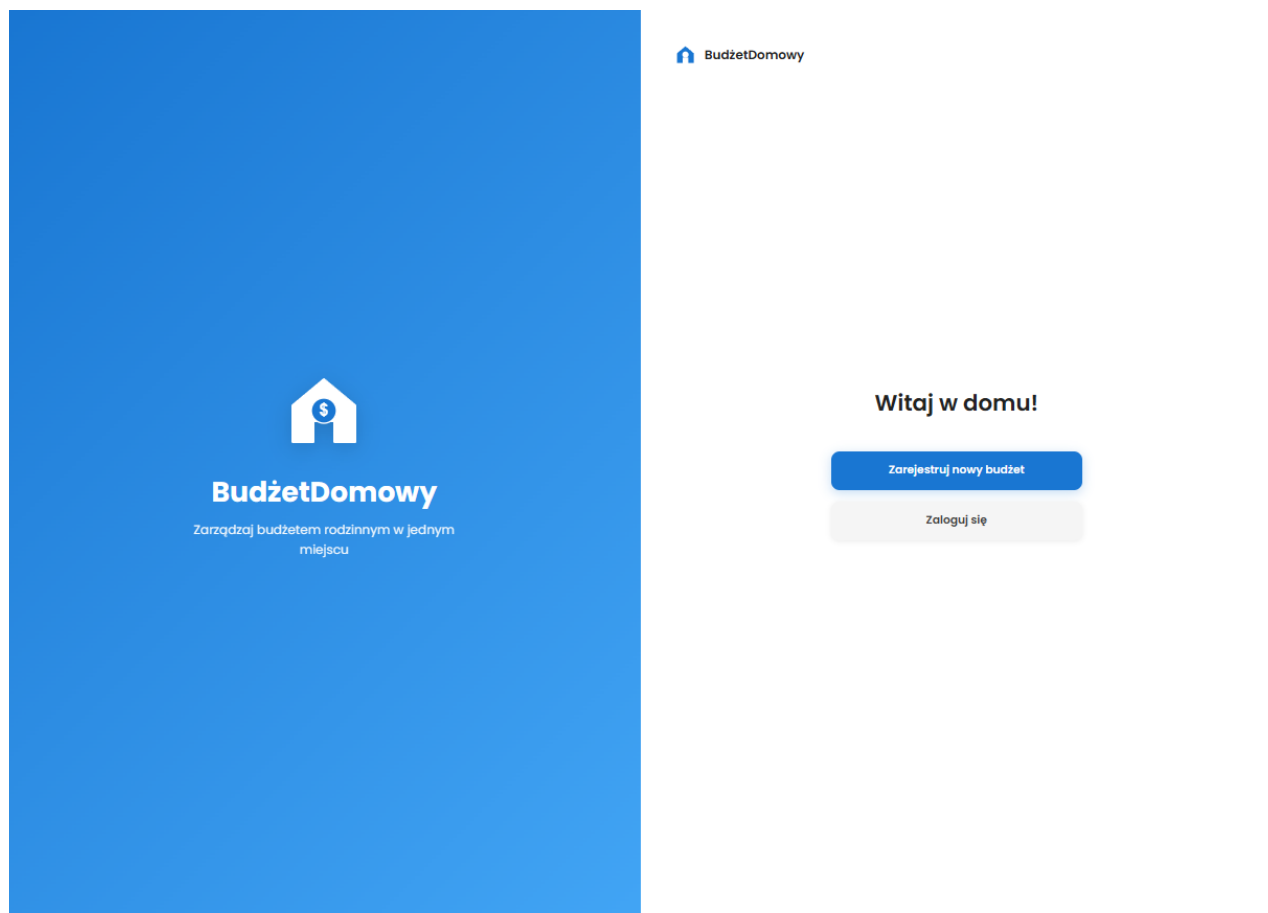 $
BudżetDomowy
Zarządzaj budżetem rodzinnym w jednym
miejscu
BudżetDomowy
Witaj w domu!
Zarejestruj nowy budżet
Zaloguj się